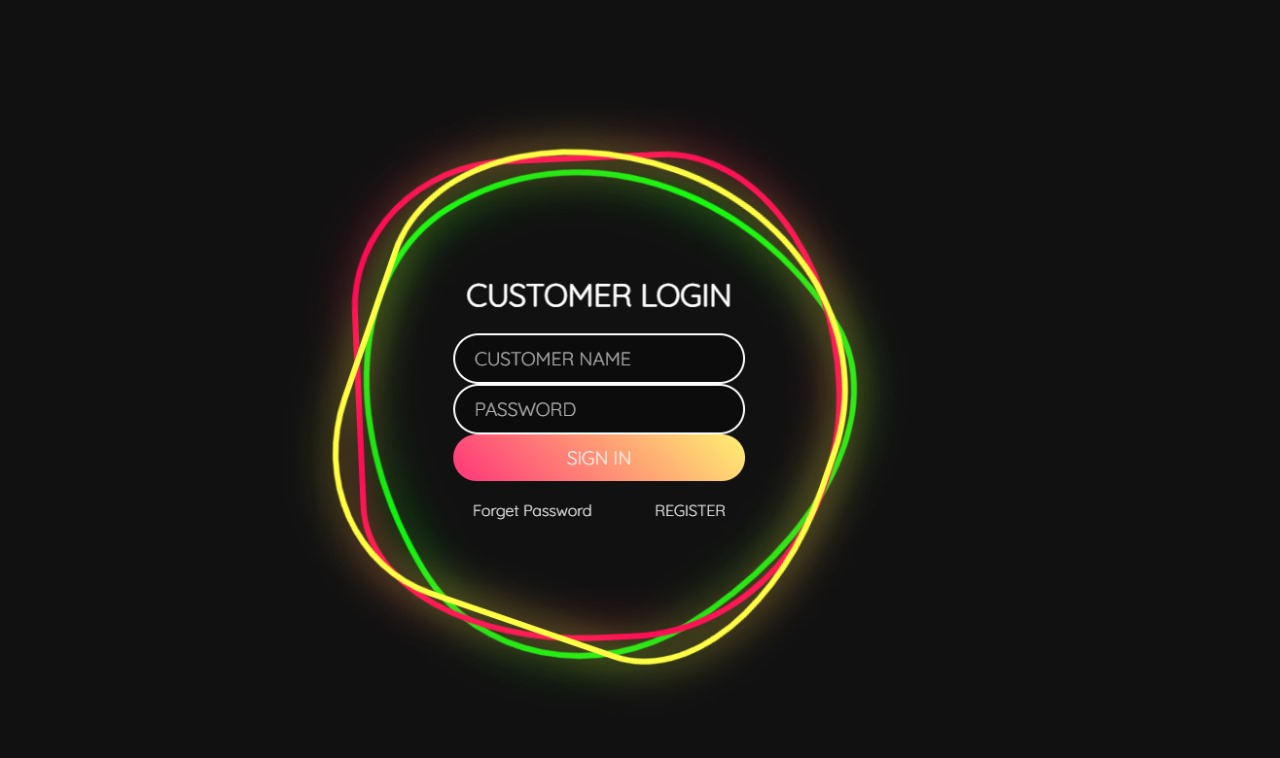 CUSTOMER LOGIN
CUSTOMER NAME
PASSWORD
SIGN IN
Forget Password REGISTER